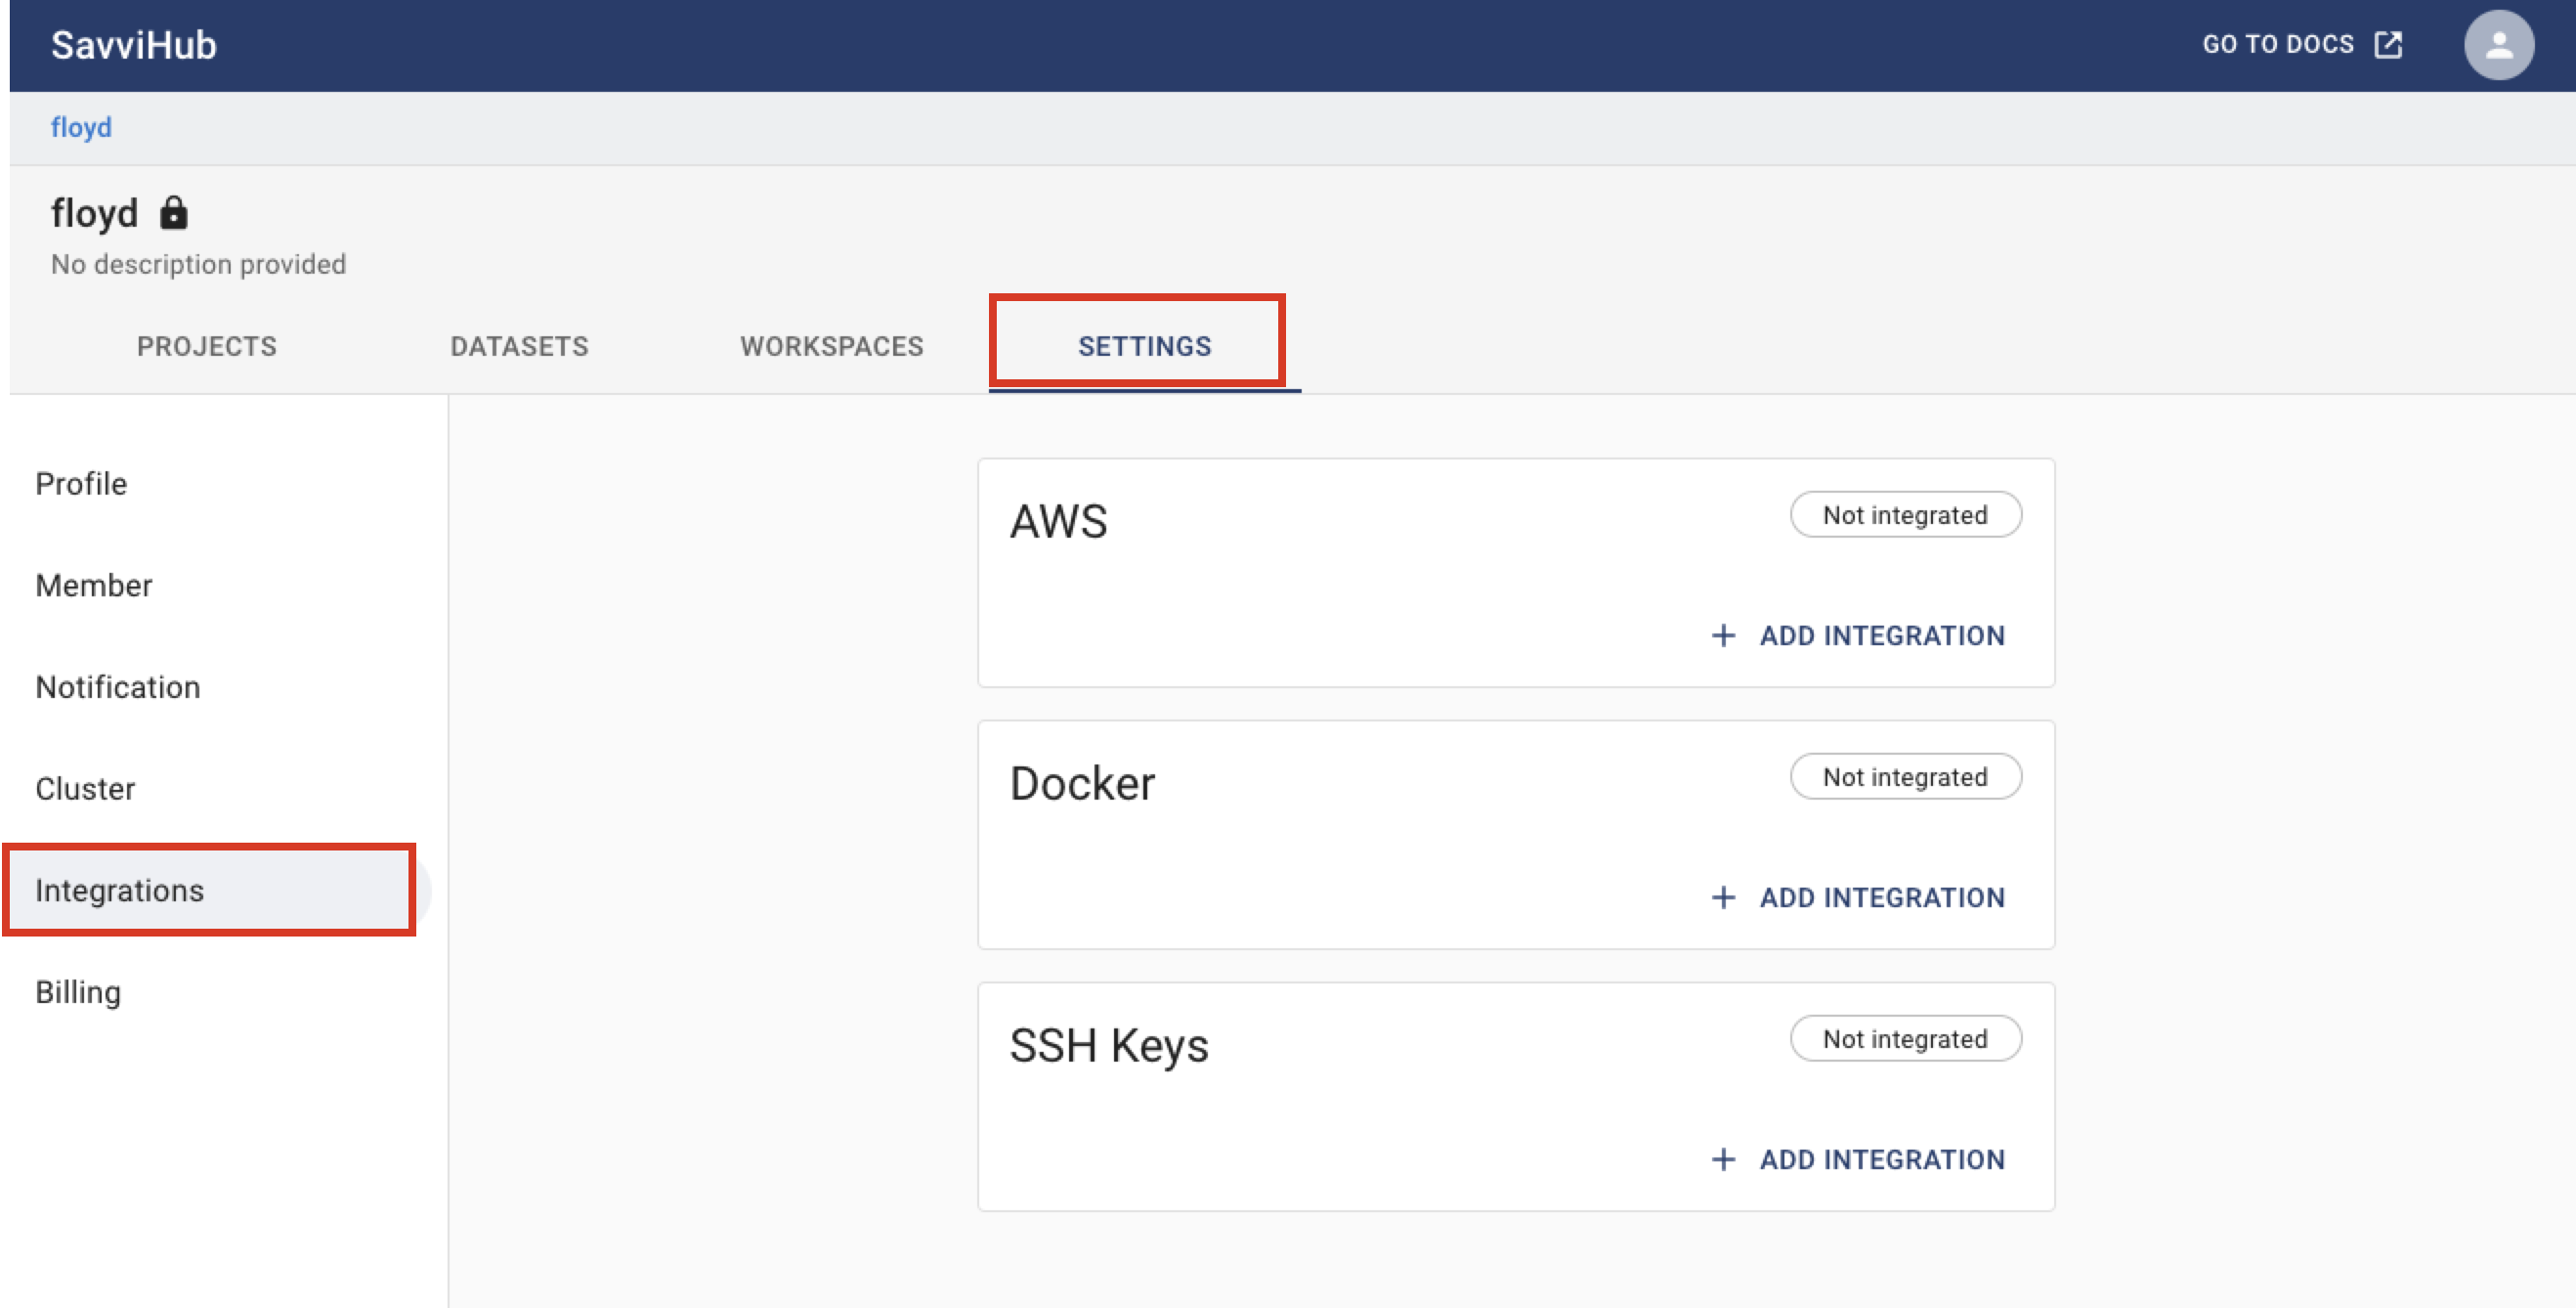 SavviHub
GO TO DOCS
floyd
floyd
No description provided
PROJECTS
DATASETS
WORKSPACES
SETTINGS
Profile
Member
Notification
Cluster
Integrations
Billing
AWS
Not integrated
+ ADD INTEGRATION
Docker
Not integrated
+ ADD INTEGRATION
SSH Keys
Not integrated
+ ADD INTEGRATION